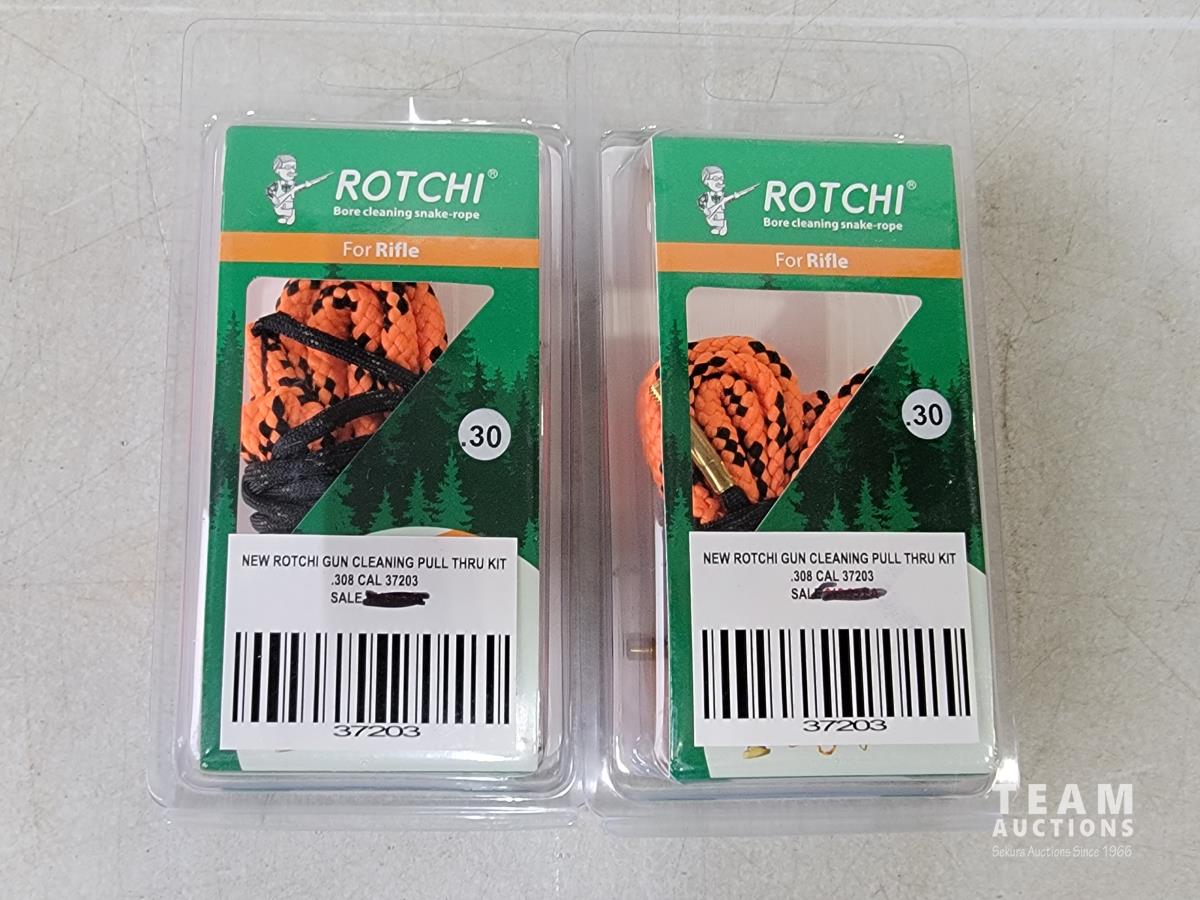 ROTCHI®
Bore cleaning snake-rope
For Rifle
.30
NEW ROTCHI GUN CLEANING PULL THRU KIT
.308 CAL 37203
SALE
37203
ROTCHI®
Bore cleaning snake-rope
For Rifle
.30
NEW ROTCHI GUN CLEANING PULL THRU KIT
.308 CAL 37203
SALE
37203
TEAM
AUCTIONS
Sekura Auctions Since 1966